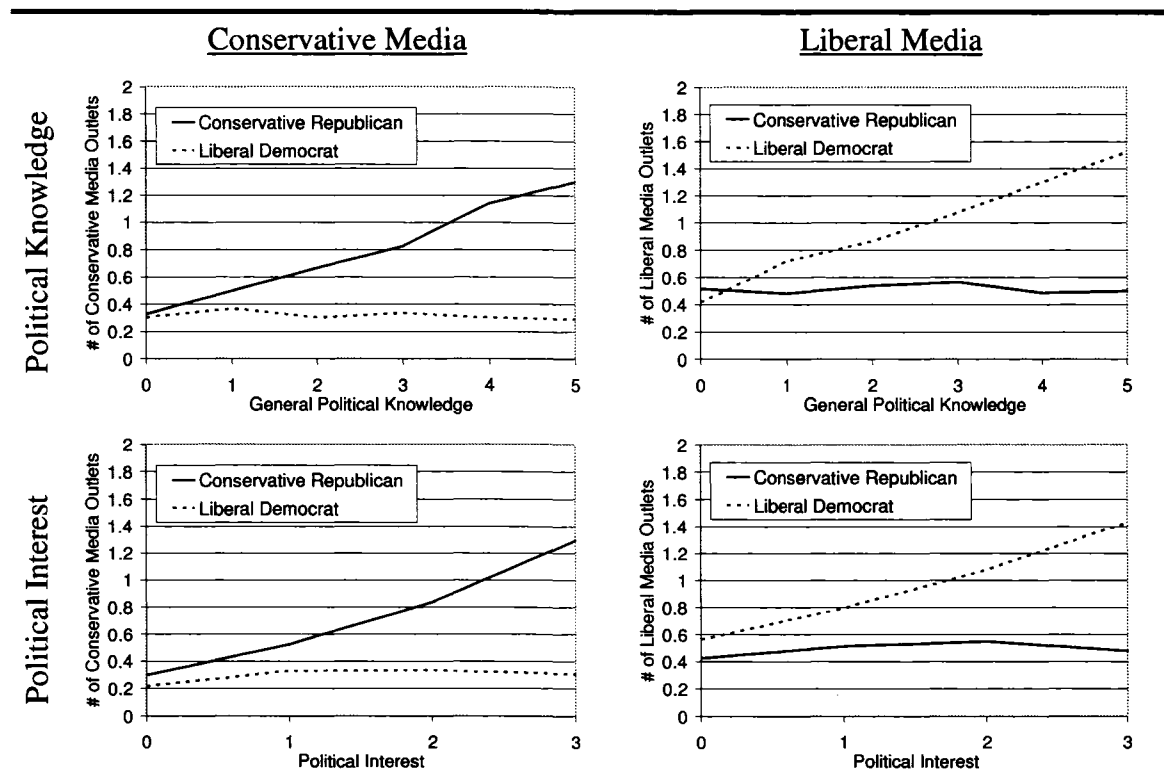 Conservative Media
Liberal Media
Political Knowledge
# of Conservative Media Outlets
2
1.8
1.6
1.4
1.2
1
0.8
0.6
0.4
0.2
0
Conservative Republican
Liberal Democrat
0 1 2 3 4 5
General Political Knowledge
# of Liberal Media Outlets
2
1.8
1.6
1.4
1.2
1
0.8
0.6
0.4
0.2
0
Conservative Republican
Liberal Democrat
0 1 2 3 4 5
General Political Knowledge
Political Interest
# of Conservative Media Outlets
2
1.8
1.6
1.4
1.2
1
0.8
0.6
0.4
0.2
0
Conservative Republican
Liberal Democrat
0 1 2 3
Political Interest
# of Liberal Media Outlets
2
1.8
1.6
1.4
1.2
1
0.8
0.6
0.4
0.2
0
Conservative Republican
Liberal Democrat
0 1 2 3
Political Interest